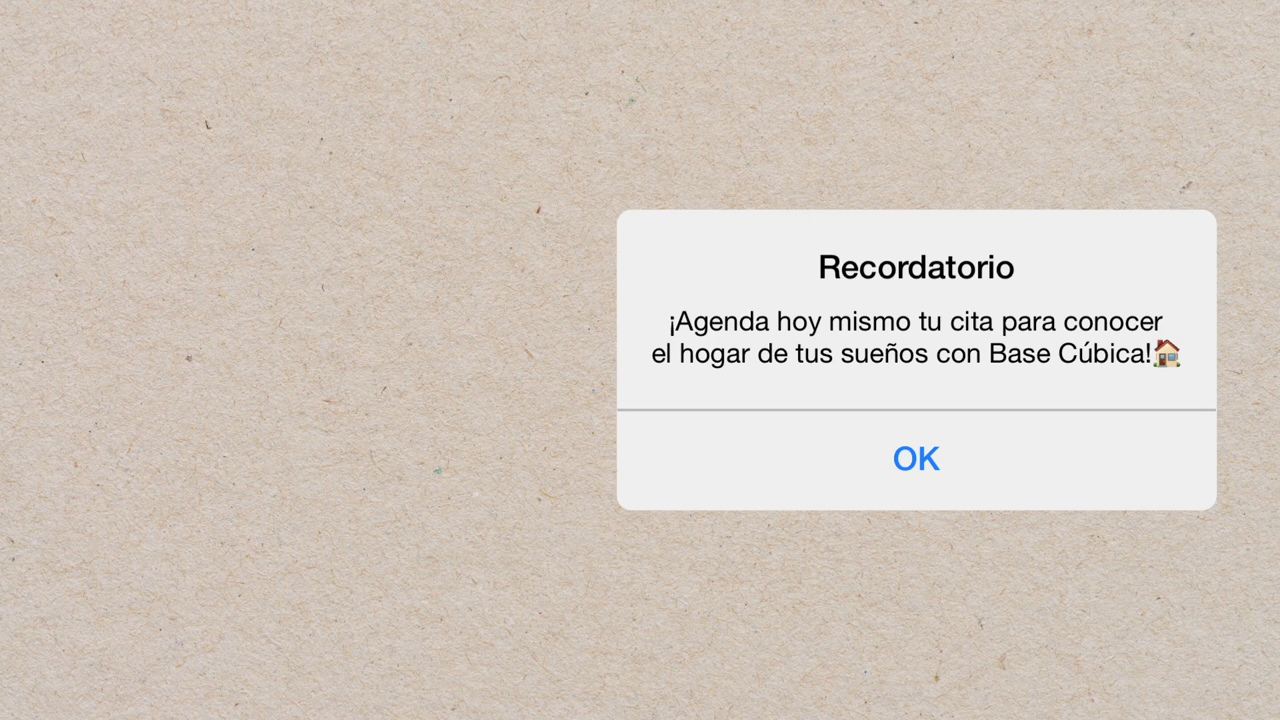 Recordatorio
¡Agenda hoy mismo tu cita para conocer
el hogar de tus sueños con Base Cúbica!🏠
OK